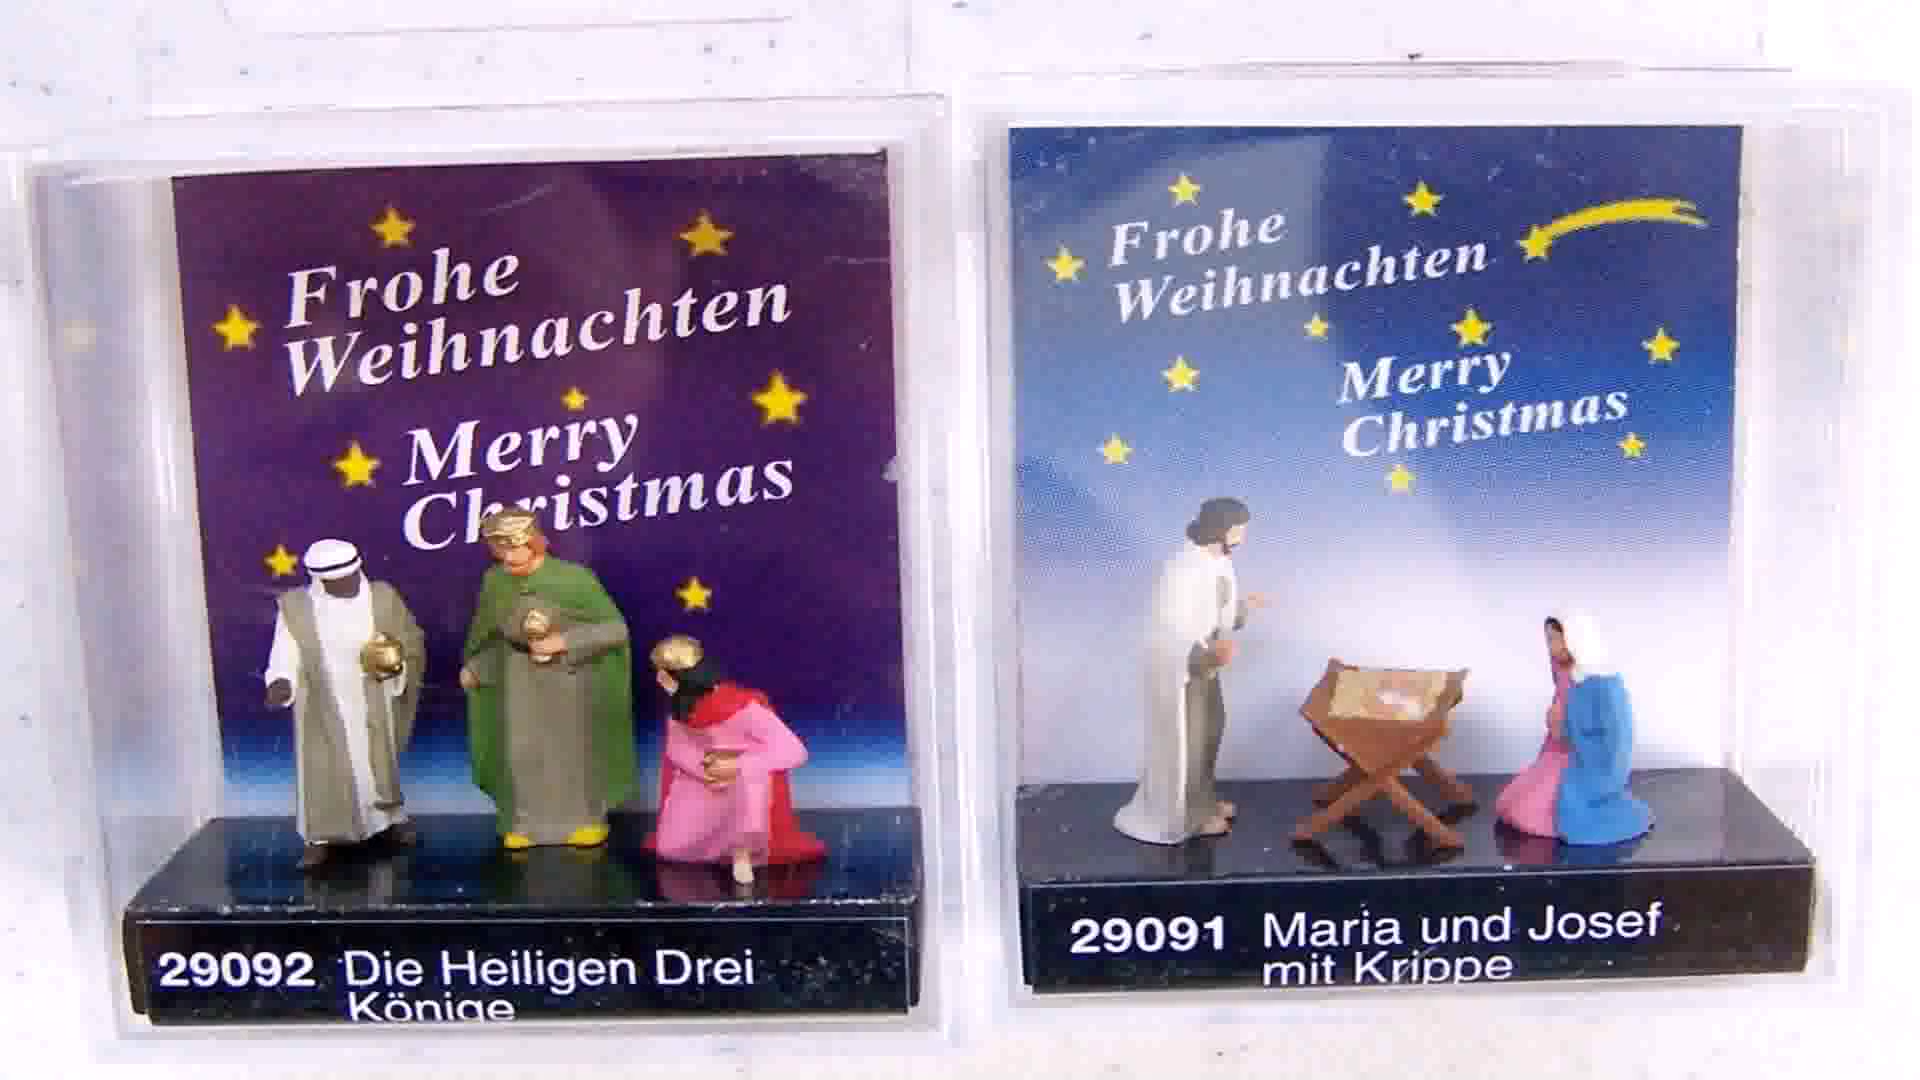 Frohe
Weihnachten
Merry
Christmas
29092 Die Heiligen Drei
Könige
Frohe
Weihnachten
Merry
Christmas
29091 Maria und Josef
mit Krippe